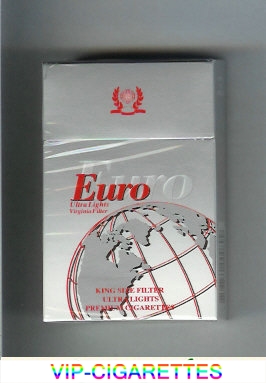 Euro
Euro
Ultra Lights
Virginia Filter
KING SIZE FILTER
ULTRA LIGHTS
PREMIUM CIGARETTES
VIP-CIGARETTES